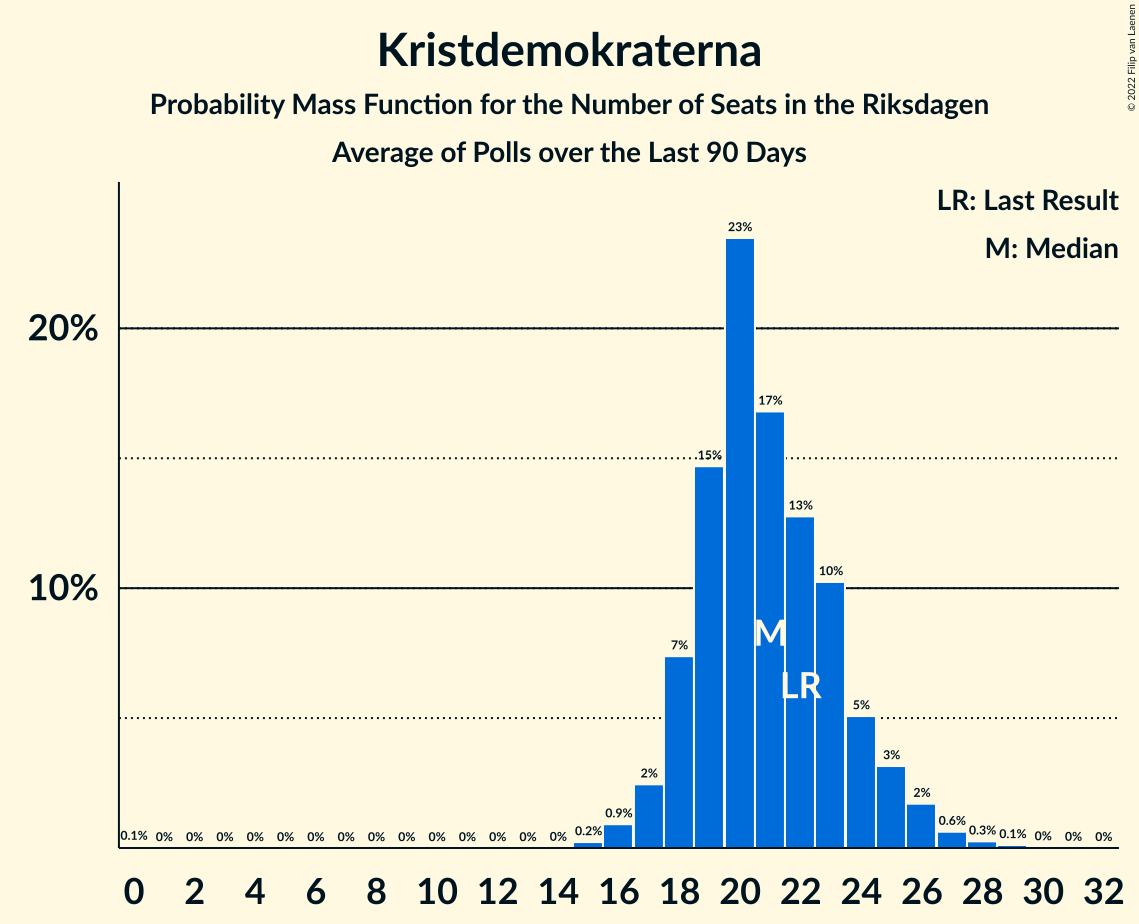 Kristdemokraterna
Probability Mass Function for the Number of Seats in the Riksdagen
Average of Polls over the Last 90 Days
© 2022 Filip van Laenen
LR: Last Result
M: Median
20%
10%
0.1% 0% 0% 0% 0% 0% 0% 0% 0% 0% 0% 0% 0% 0% 0% 0.2% 0.9% 2% 7% 15% 23% 17% 13% 10% 5% 3% 2% 0.6% 0.3% 0.1% 0% 0% 0%
M
LR
0 2 4 6 8 10 12 14 16 18 20 22 24 26 28 30 32